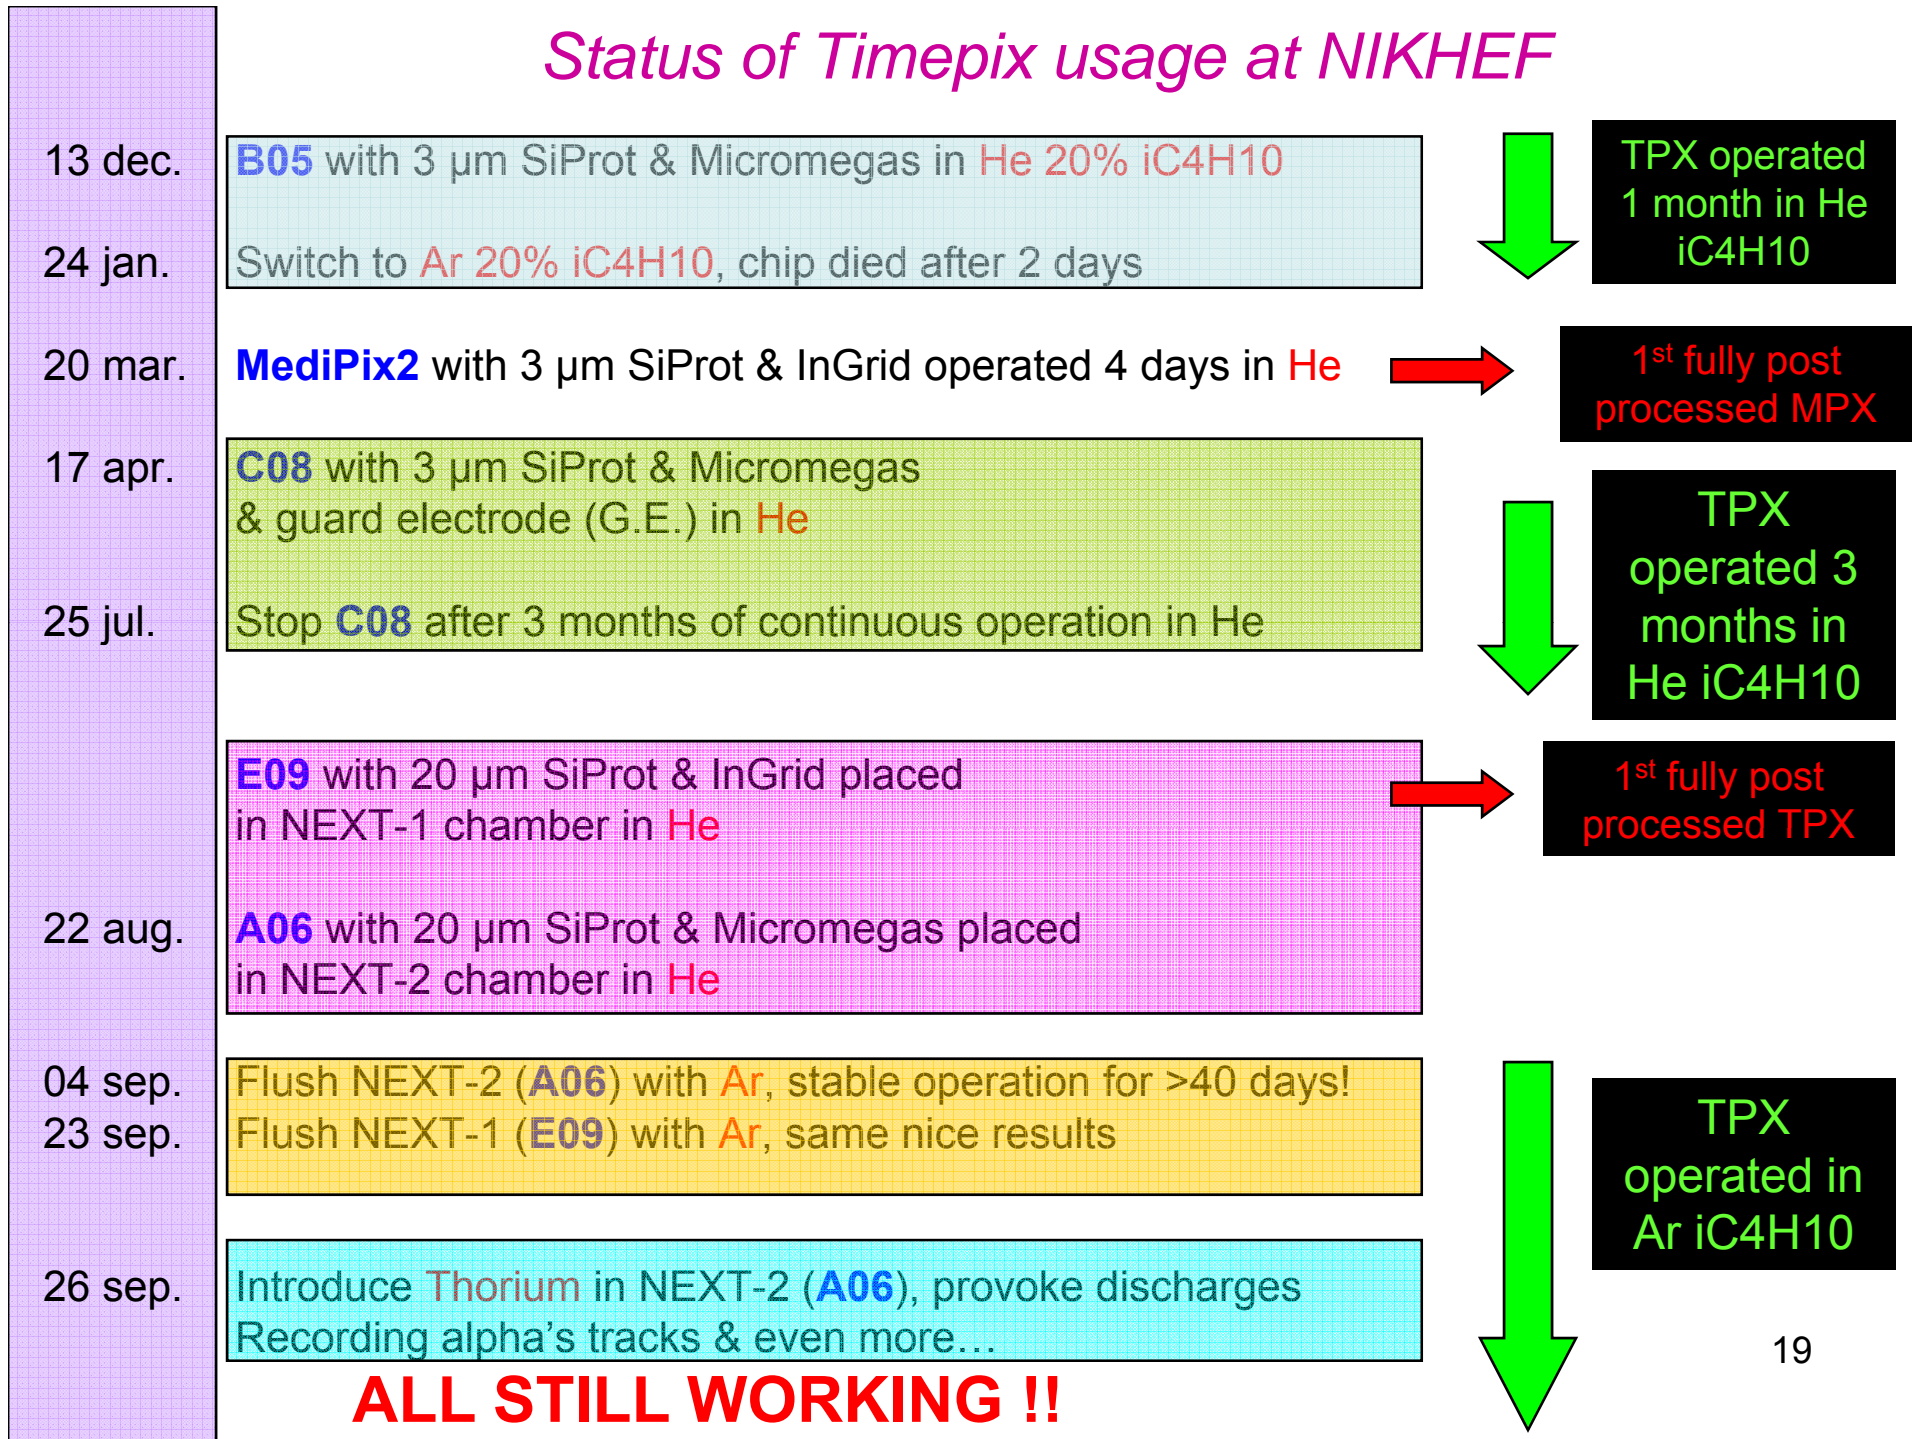 Status of Timepix usage at NIKHEF
13 dec.
B05 with 3 µm SiProt & Micromegas in He 20% iC4H10
TPX operated
1 month in He
iC4H10
24 jan.
Switch to Ar 20% iC4H10, chip died after 2 days
20 mar.
MediPix2 with 3 µm SiProt & InGrid operated 4 days in He
1st fully post
processed MPX
17 apr.
C08 with 3 µm SiProt & Micromegas
& guard electrode (G.E.) in He
TPX
operated 3
months in
He iC4H10
25 jul.
Stop C08 after 3 months of continuous operation in He
E09 with 20 µm SiProt & InGrid placed
in NEXT-1 chamber in He
1st fully post
processed TPX
22 aug.
A06 with 20 µm SiProt & Micromegas placed
in NEXT-2 chamber in He
04 sep.
Flush NEXT-2 (A06) with Ar, stable operation for >40 days!
23 sep.
Flush NEXT-1 (E09) with Ar, same nice results
TPX
operated in
Ar iC4H10
26 sep.
Introduce Thorium in NEXT-2 (A06), provoke discharges
Recording alpha's tracks & even more…
19
ALL STILL WORKING !!